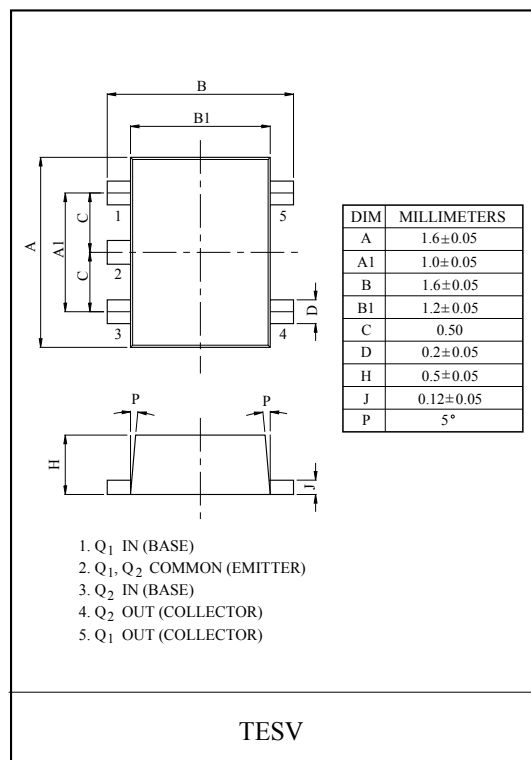 B
B1
A
A1
C
C
1
2
3
5
4
D
DIM MILLIMETERS
A 1.6±0.05
A1 1.0±0.05
B 1.6±0.05
B1 1.2±0.05
C 0.50
D 0.2±0.05
H 0.5±0.05
J 0.12±0.05
P 5°
P P
H
J
1. Q1 IN (BASE)
2. Q1, Q2 COMMON (EMITTER)
3. Q2 IN (BASE)
4. Q2 OUT (COLLECTOR)
5. Q1 OUT (COLLECTOR)
TESV